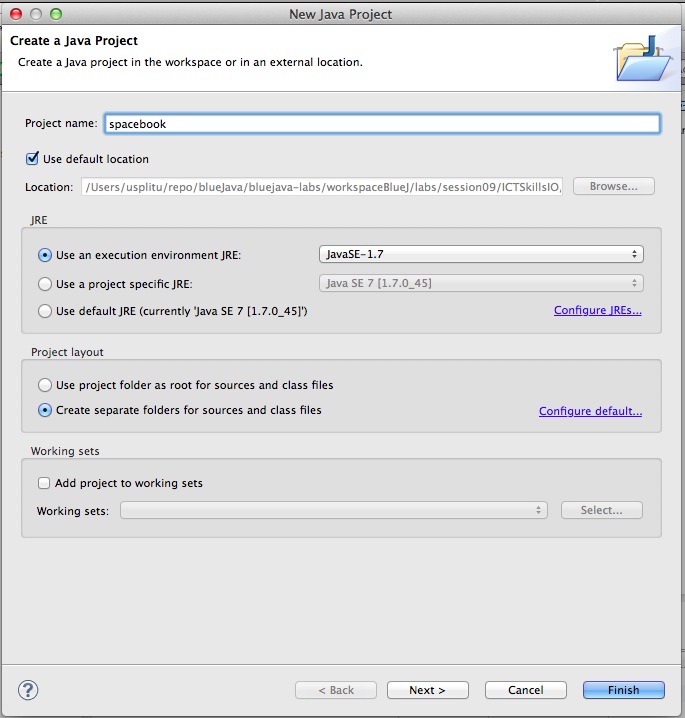 New Java Project
Create a Java Project
Create a Java project in the workspace or in an external location.
Project name: spacebook
Use default location
Location: /Users/usplitu/repo/blueJava/bluejava-labs/workspaceBlueJ/labs/session09/ICTSkillsIO, Browse...
JRE
Use an execution environment JRE: JavaSE-1.7
Use a project specific JRE: Java SE 7 [1.7.0_45]
Use default JRE (currently 'Java SE 7 [1.7.0_45]') Configure JREs...
Project layout
Use project folder as root for sources and class files
Create separate folders for sources and class files Configure default...
Working sets
Add project to working sets
Working sets: Select...
? < Back Next > Cancel Finish